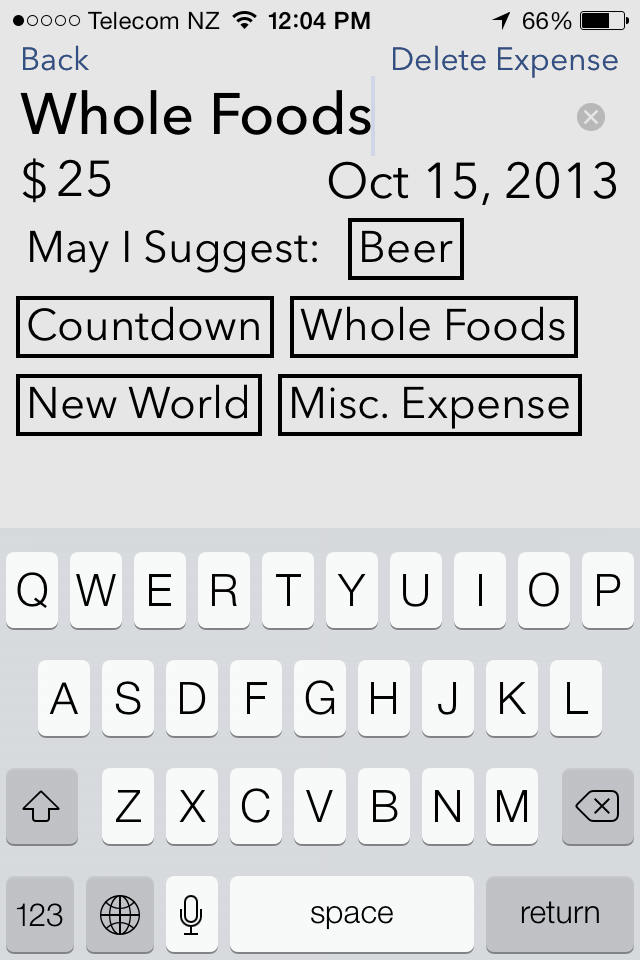 Telecom NZ 12:04 PM 66%
Back Delete Expense
Whole Foods
$ 25 Oct 15, 2013
May I Suggest: Beer
Countdown Whole Foods
New World Misc. Expense
Q W E R T Y U I O P
A S D F G H J K L
Z X C V B N M
123 space return